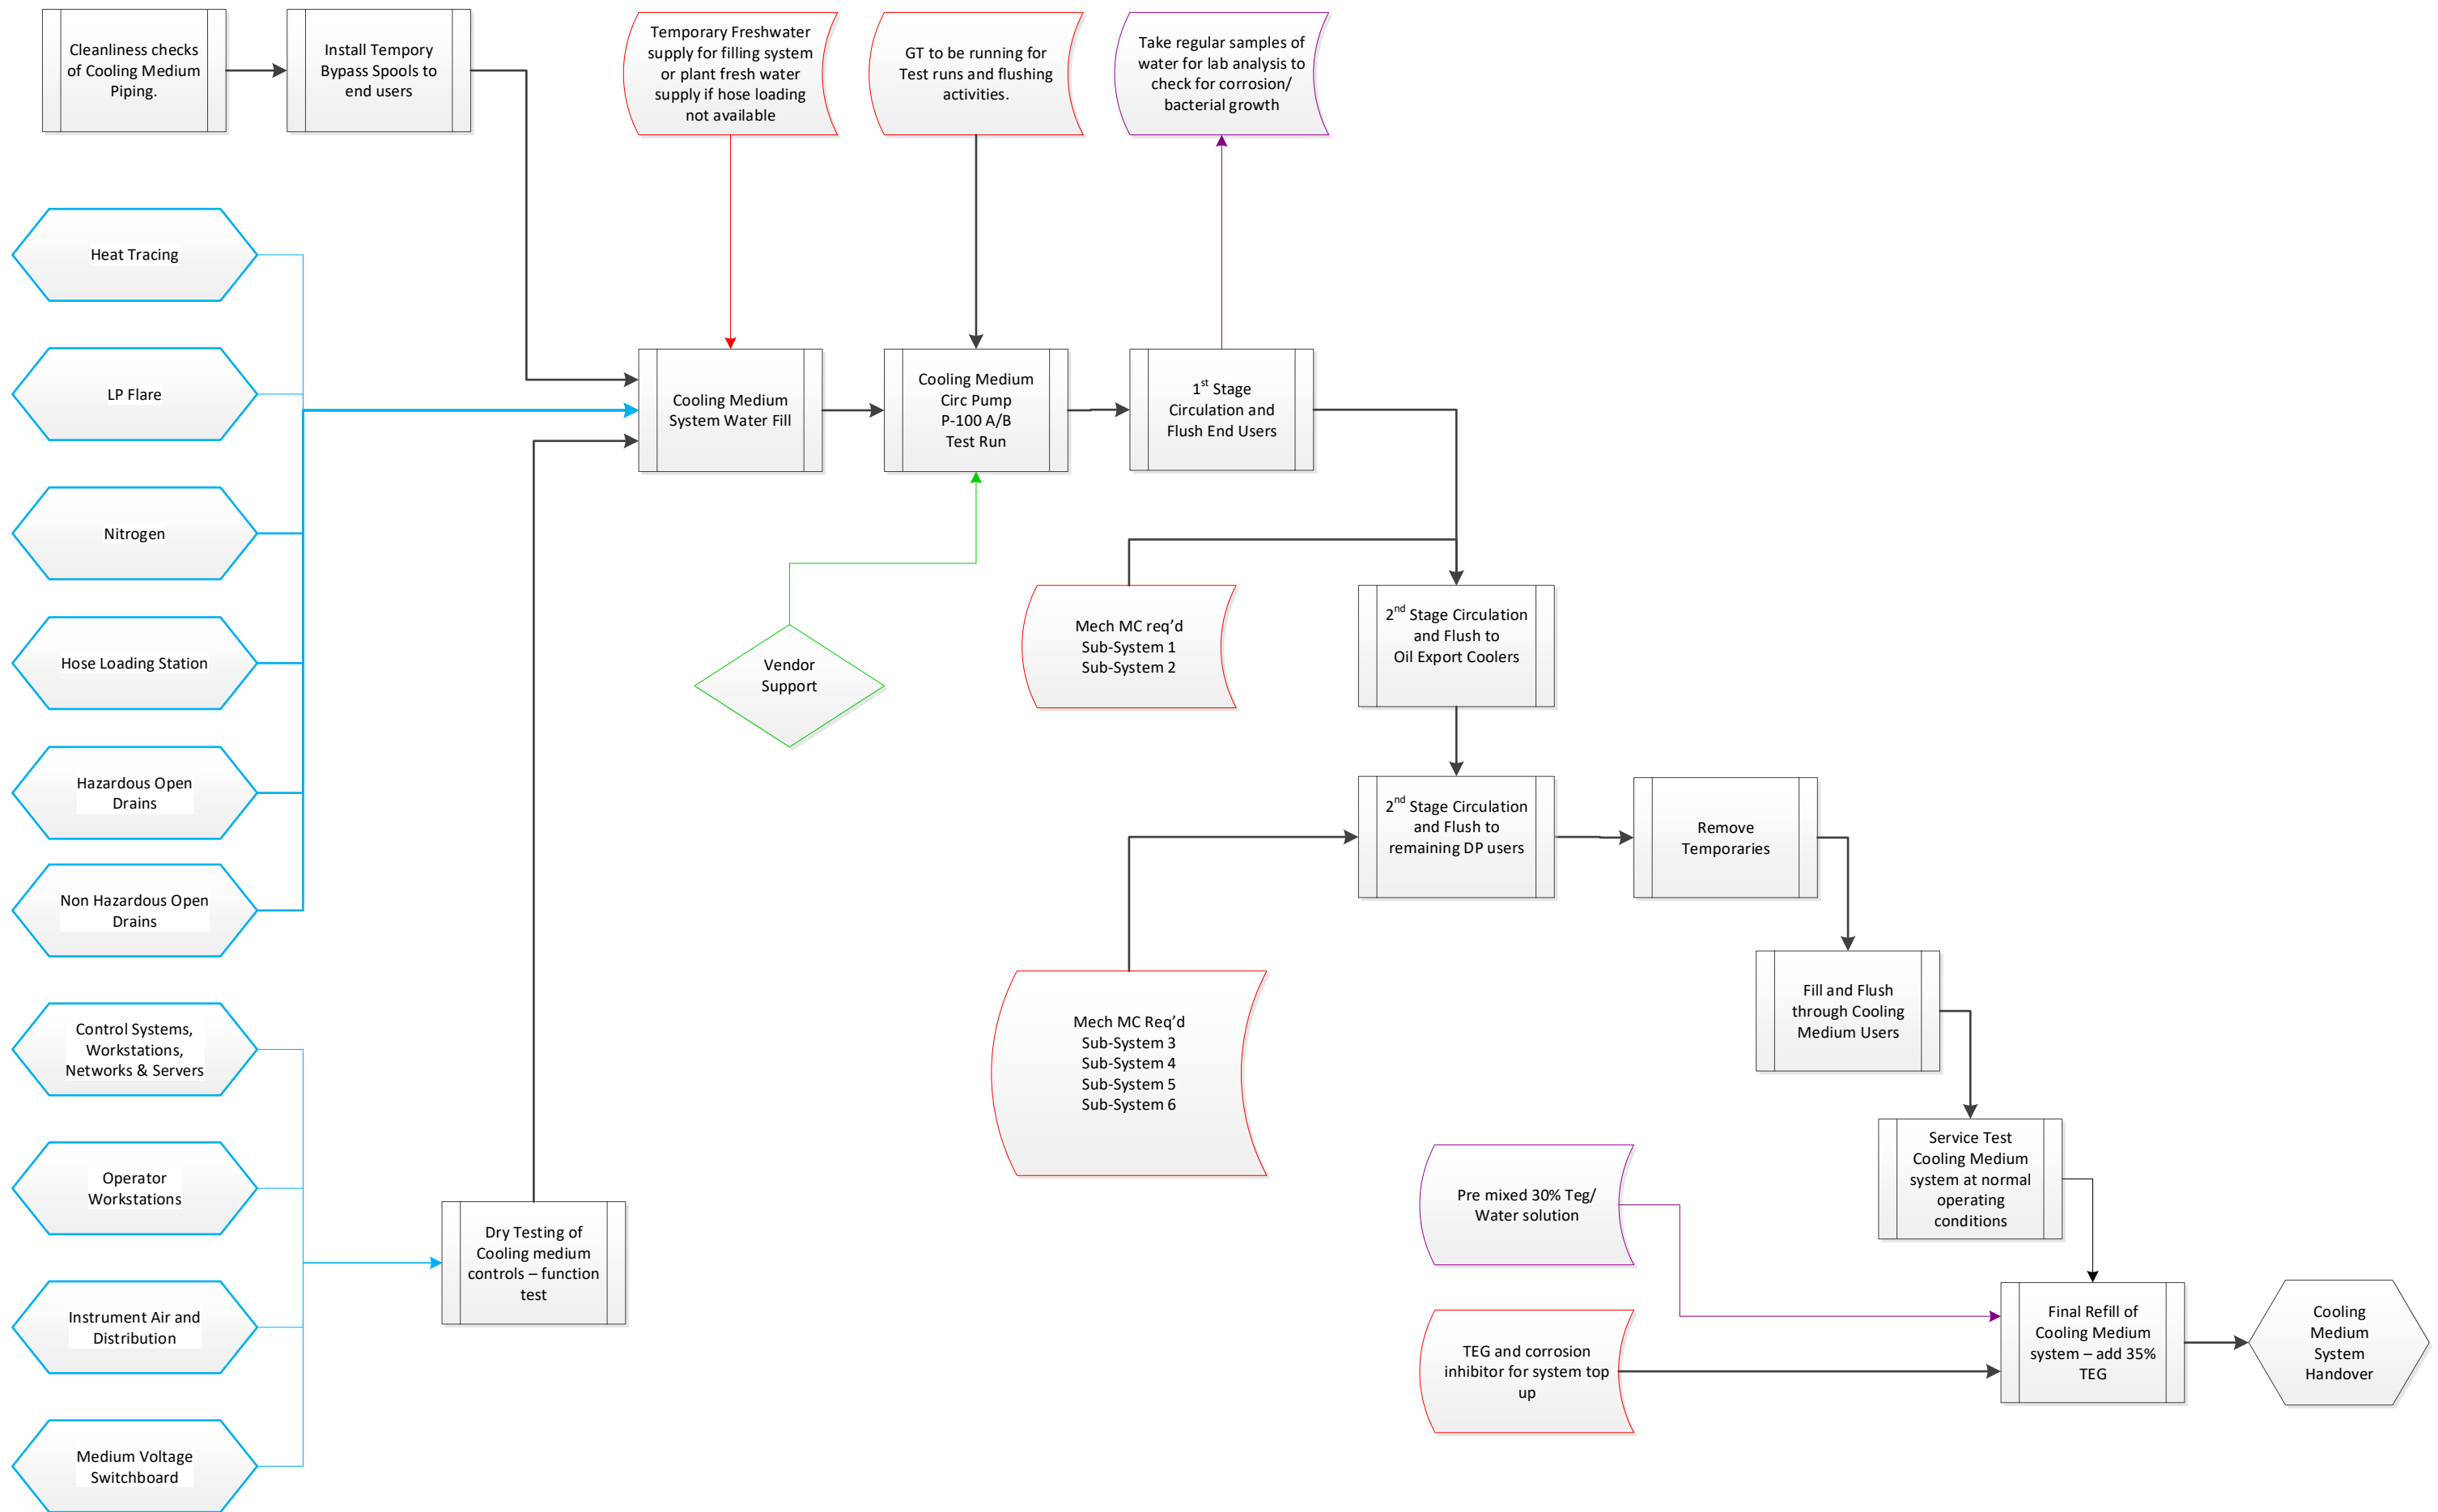 Cleanliness checks
of Cooling Medium
Piping.
Install Tempory
Bypass Spools to
end users
Temporary Freshwater
supply for filling system
or plant fresh water
supply if hose loading
not available
GT to be running for
Test runs and flushing
activities.
Take regular samples of
water for lab analysis to
check for corrosion/
bacterial growth
Heat Tracing
LP Flare
Nitrogen
Hose Loading Station
Hazardous Open
Drains
Non Hazardous Open
Drains
Control Systems,
Workstations,
Networks & Servers
Operator
Workstations
Instrument Air and
Distribution
Medium Voltage
Switchboard
Dry Testing of
Cooling medium
controls – function
test
Cooling Medium
System Water Fill
Cooling Medium
Circ Pump
P-100 A/B
Test Run
1st Stage
Circulation and
Flush End Users
Vendor
Support
Mech MC req’d
Sub-System 1
Sub-System 2
2nd Stage Circulation
and Flush to
Oil Export Coolers
2nd Stage Circulation
and Flush to
remaining DP users
Remove
Temporaries
Mech MC Req’d
Sub-System 3
Sub-System 4
Sub-System 5
Sub-System 6
Fill and Flush
through Cooling
Medium Users
Service Test
Cooling Medium
system at normal
operating
conditions
Pre mixed 30% Teg/
Water solution
TEG and corrosion
inhibitor for system top
up
Final Refill of
Cooling Medium
system – add 35%
TEG
Cooling
Medium
System
Handover